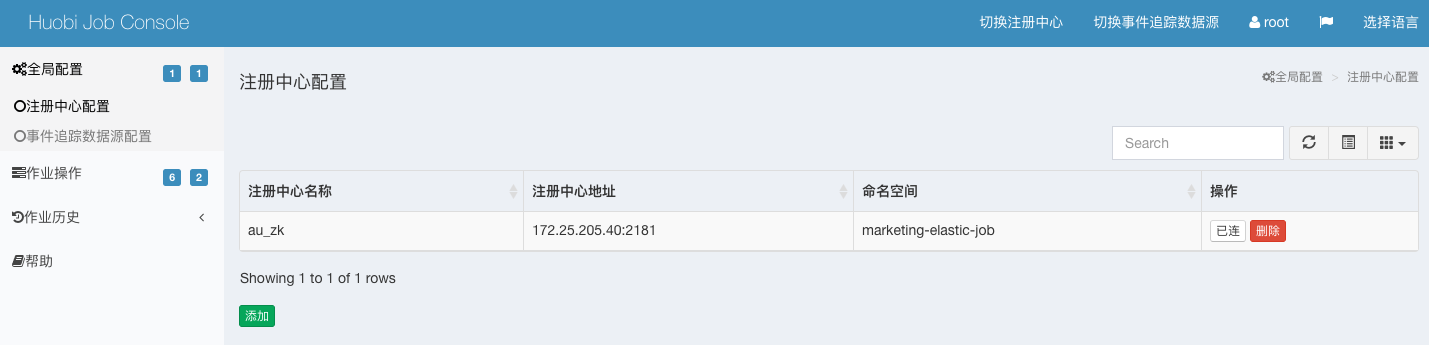 Huobi Job Console 切换注册中心 切换事件追踪数据源 root 选择语言
全局配置 1 1
注册中心配置
事件追踪数据源配置
作业操作 6 2
作业历史
帮助
注册中心配置 全局配置 > 注册中心配置
Search
注册中心名称 注册中心地址 命名空间 操作
au_zk 172.25.205.40:2181 marketing-elastic-job 已连 删除
Showing 1 to 1 of 1 rows
添加